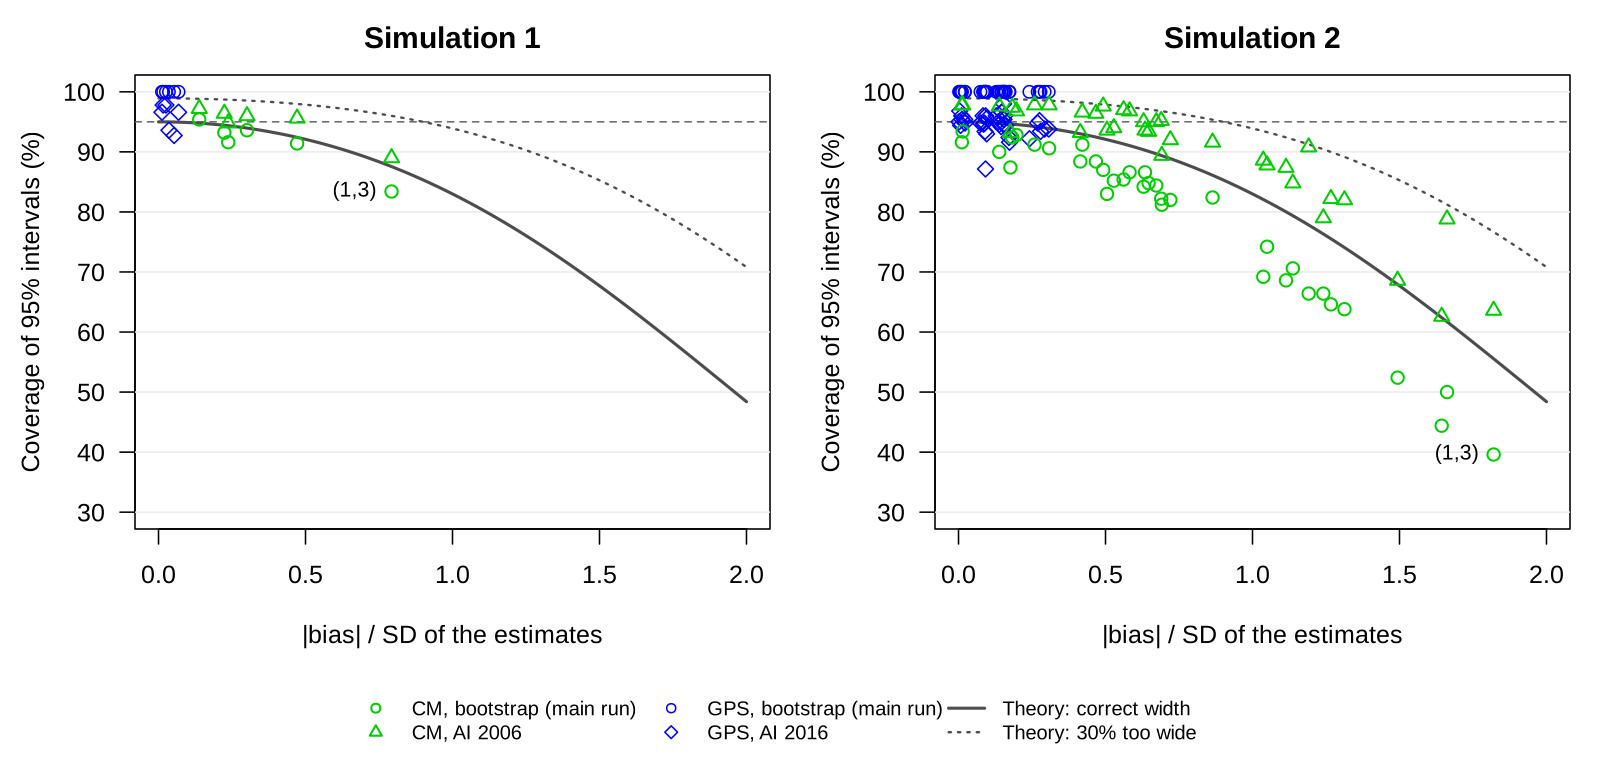 Simulation 1
Coverage of 95% intervals (%)
100
90
80
70
60
50
40
30
(1,3)
0.0 0.5 1.0 1.5 2.0
|bias| / SD of the estimates
Simulation 2
Coverage of 95% intervals (%)
100
90
80
70
60
50
40
30
(1,3)
0.0 0.5 1.0 1.5 2.0
|bias| / SD of the estimates
CM, bootstrap (main run) GPS, bootstrap (main run) Theory: correct width
CM, AI 2006 GPS, AI 2016 Theory: 30% too wide